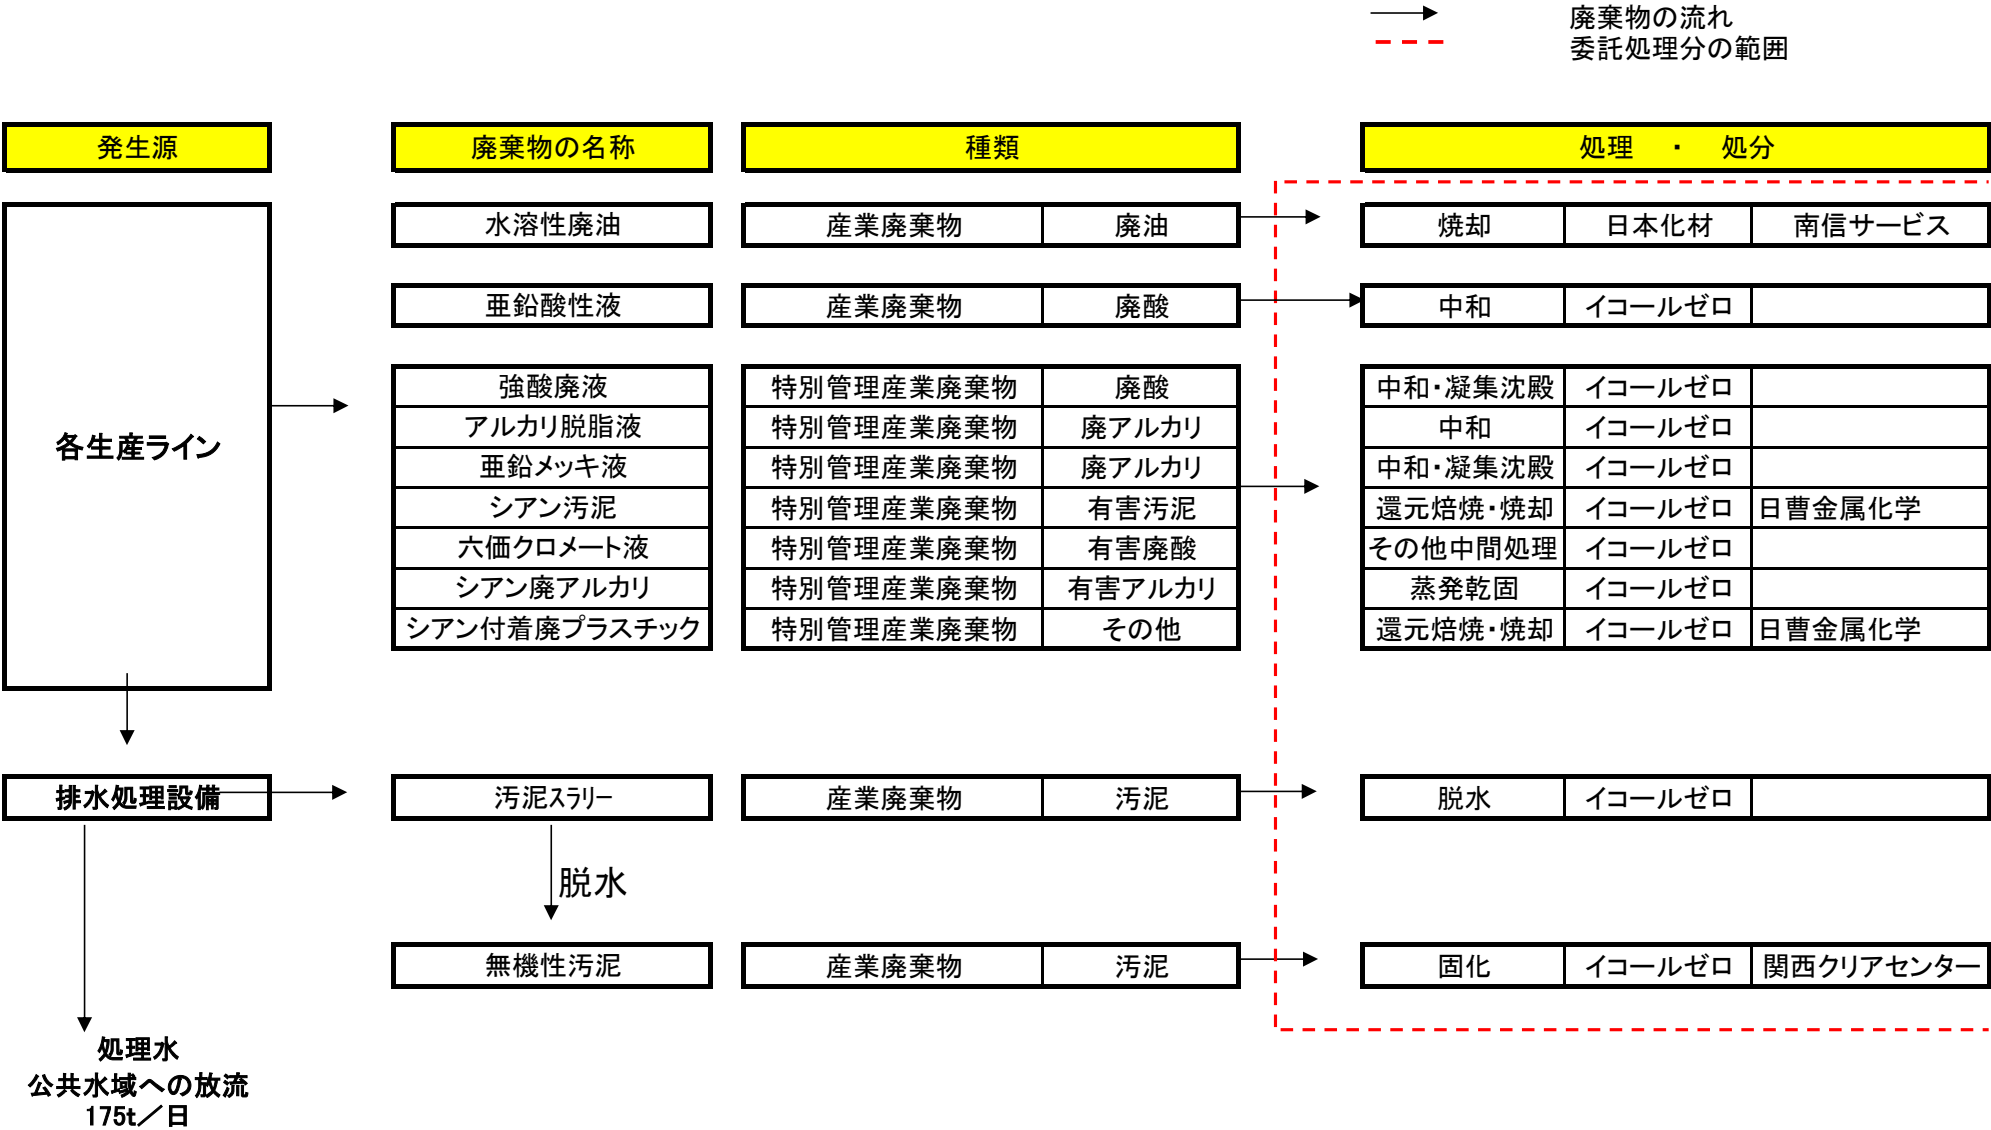 廃棄物の流れ
委託処理分の範囲
発生源 廃棄物の名称 種類 処理 ・ 処分
水溶性廃油 産業廃棄物 廃油 焼却 日本化材 南信サービス
亜鉛酸性液 産業廃棄物 廃酸 中和 イコールゼロ
強酸廃液 特別管理産業廃棄物 廃酸 中和・凝集沈殿 イコールゼロ
アルカリ脱脂液 特別管理産業廃棄物 廃アルカリ 中和 イコールゼロ
各生産ライン
亜鉛メッキ液 特別管理産業廃棄物 廃アルカリ 中和・凝集沈殿 イコールゼロ
シアン汚泥 特別管理産業廃棄物 有害汚泥 還元焙焼・焼却 イコールゼロ 日曹金属化学
六価クロメート液 特別管理産業廃棄物 有害廃酸 その他中間処理 イコールゼロ
シアン廃アルカリ 特別管理産業廃棄物 有害アルカリ 蒸発乾固 イコールゼロ
シアン付着廃プラスチック 特別管理産業廃棄物 その他 還元焙焼・焼却 イコールゼロ 日曹金属化学
排水処理設備 汚泥スラリー 産業廃棄物 汚泥 脱水 イコールゼロ
脱水
無機性汚泥 産業廃棄物 汚泥 固化 イコールゼロ 関西クリアセンター
処理水
公共水域への放流
175t／日